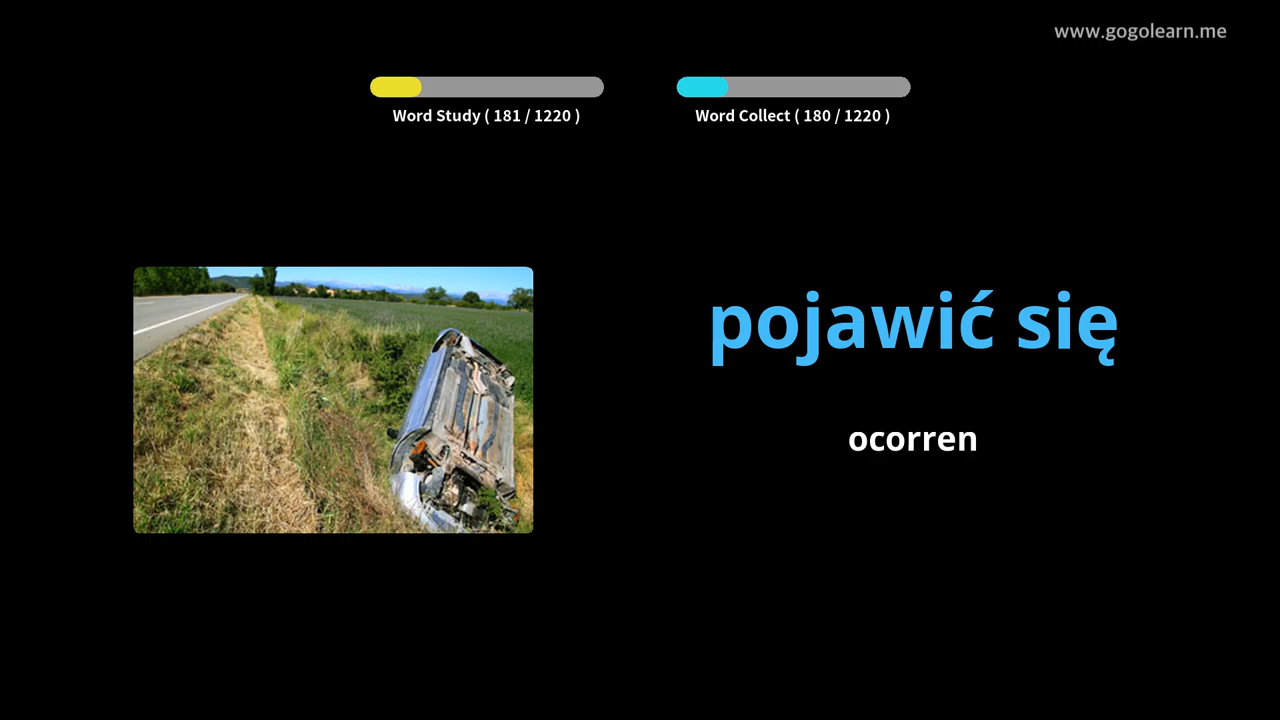 www.gogolearn.me
Word Study ( 181 / 1220 )
Word Collect ( 180 / 1220 )
pojawić się
ocorren